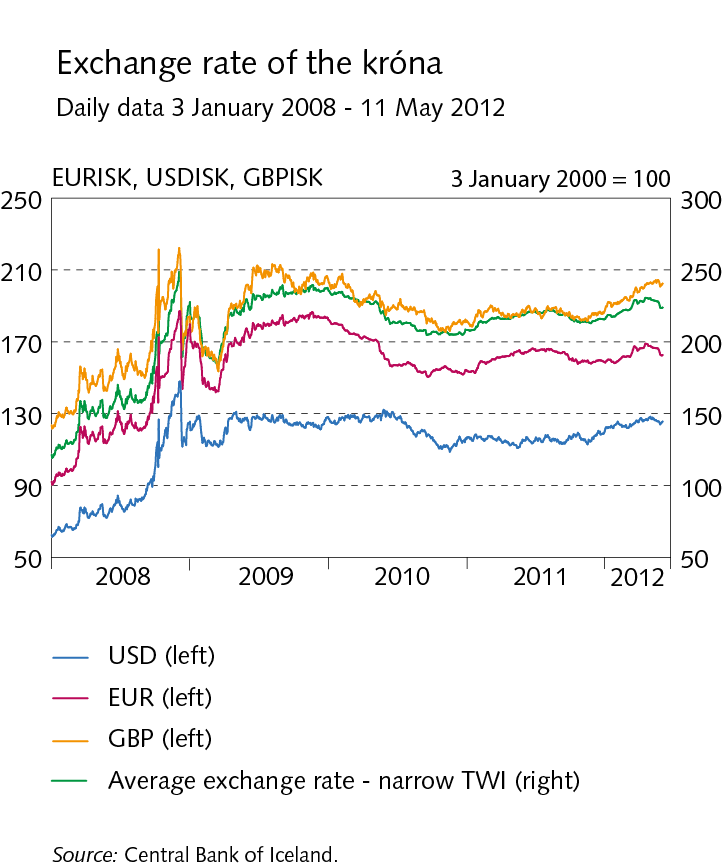 Exchange rate of the króna
Daily data 3 January 2008 - 11 May 2012
EURISK, USDISK, GBPISK 3 January 2000 = 100
250 300
210 250
170 200
130 150
90 100
50 50
2008 2009 2010 2011 2012
USD (left)
EUR (left)
GBP (left)
Average exchange rate - narrow TWI (right)
Source: Central Bank of Iceland.